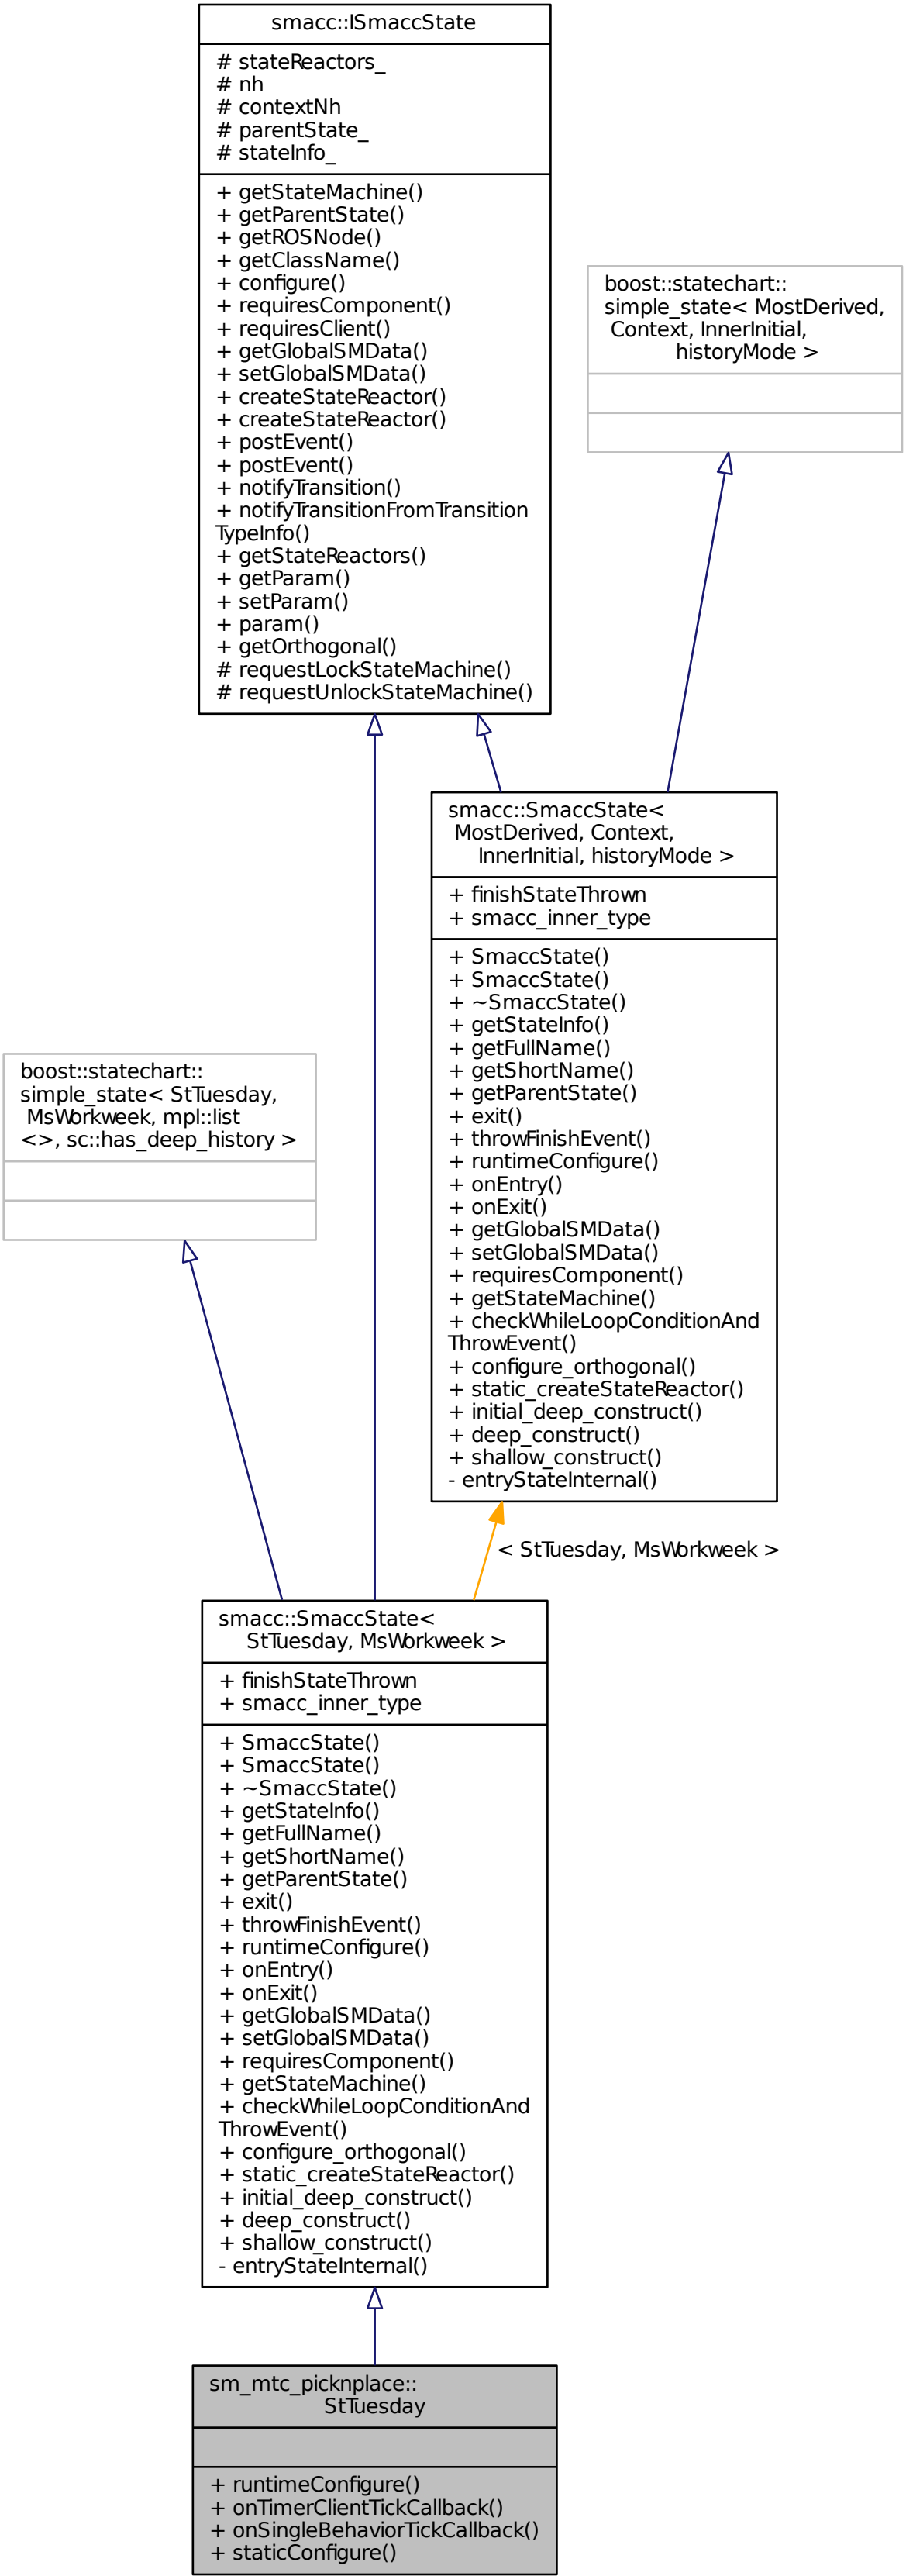 smacc::ISmaccState
# stateReactors_
# nh
# contextNh
# parentState_
# stateInfo_
+ getStateMachine()
+ getParentState()
+ getROSNode()
+ getClassName()
+ configure()
+ requiresComponent()
+ requiresClient()
+ getGlobalSMData()
+ setGlobalSMData()
+ createStateReactor()
+ createStateReactor()
+ postEvent()
+ postEvent()
+ notifyTransition()
+ notifyTransitionFromTransition
TypeInfo()
+ getStateReactors()
+ getParam()
+ setParam()
+ param()
+ getOrthogonal()
# requestLockStateMachine()
# requestUnlockStateMachine()
boost::statechart::
simple_state< MostDerived,
Context, InnerInitial,
historyMode >
smacc::SmaccState<
MostDerived, Context,
InnerInitial, historyMode >
+ finishStateThrown
+ smacc_inner_type
+ SmaccState()
+ SmaccState()
+ ~SmaccState()
+ getStateInfo()
+ getFullName()
+ getShortName()
+ getParentState()
+ exit()
+ throwFinishEvent()
+ runtimeConfigure()
+ onEntry()
+ onExit()
+ getGlobalSMData()
+ setGlobalSMData()
+ requiresComponent()
+ getStateMachine()
+ checkWhileLoopConditionAnd
ThrowEvent()
+ configure_orthogonal()
+ static_createStateReactor()
+ initial_deep_construct()
+ deep_construct()
+ shallow_construct()
- entryStateInternal()
boost::statechart::
simple_state< StTuesday,
MsWorkweek, mpl::list
<>, sc::has_deep_history >
< StTuesday, MsWorkweek >
smacc::SmaccState<
StTuesday, MsWorkweek >
+ finishStateThrown
+ smacc_inner_type
+ SmaccState()
+ SmaccState()
+ ~SmaccState()
+ getStateInfo()
+ getFullName()
+ getShortName()
+ getParentState()
+ exit()
+ throwFinishEvent()
+ runtimeConfigure()
+ onEntry()
+ onExit()
+ getGlobalSMData()
+ setGlobalSMData()
+ requiresComponent()
+ getStateMachine()
+ checkWhileLoopConditionAnd
ThrowEvent()
+ configure_orthogonal()
+ static_createStateReactor()
+ initial_deep_construct()
+ deep_construct()
+ shallow_construct()
- entryStateInternal()
sm_mtc_picknplace::
StTuesday
+ runtimeConfigure()
+ onTimerClientTickCallback()
+ onSingleBehaviorTickCallback()
+ staticConfigure()